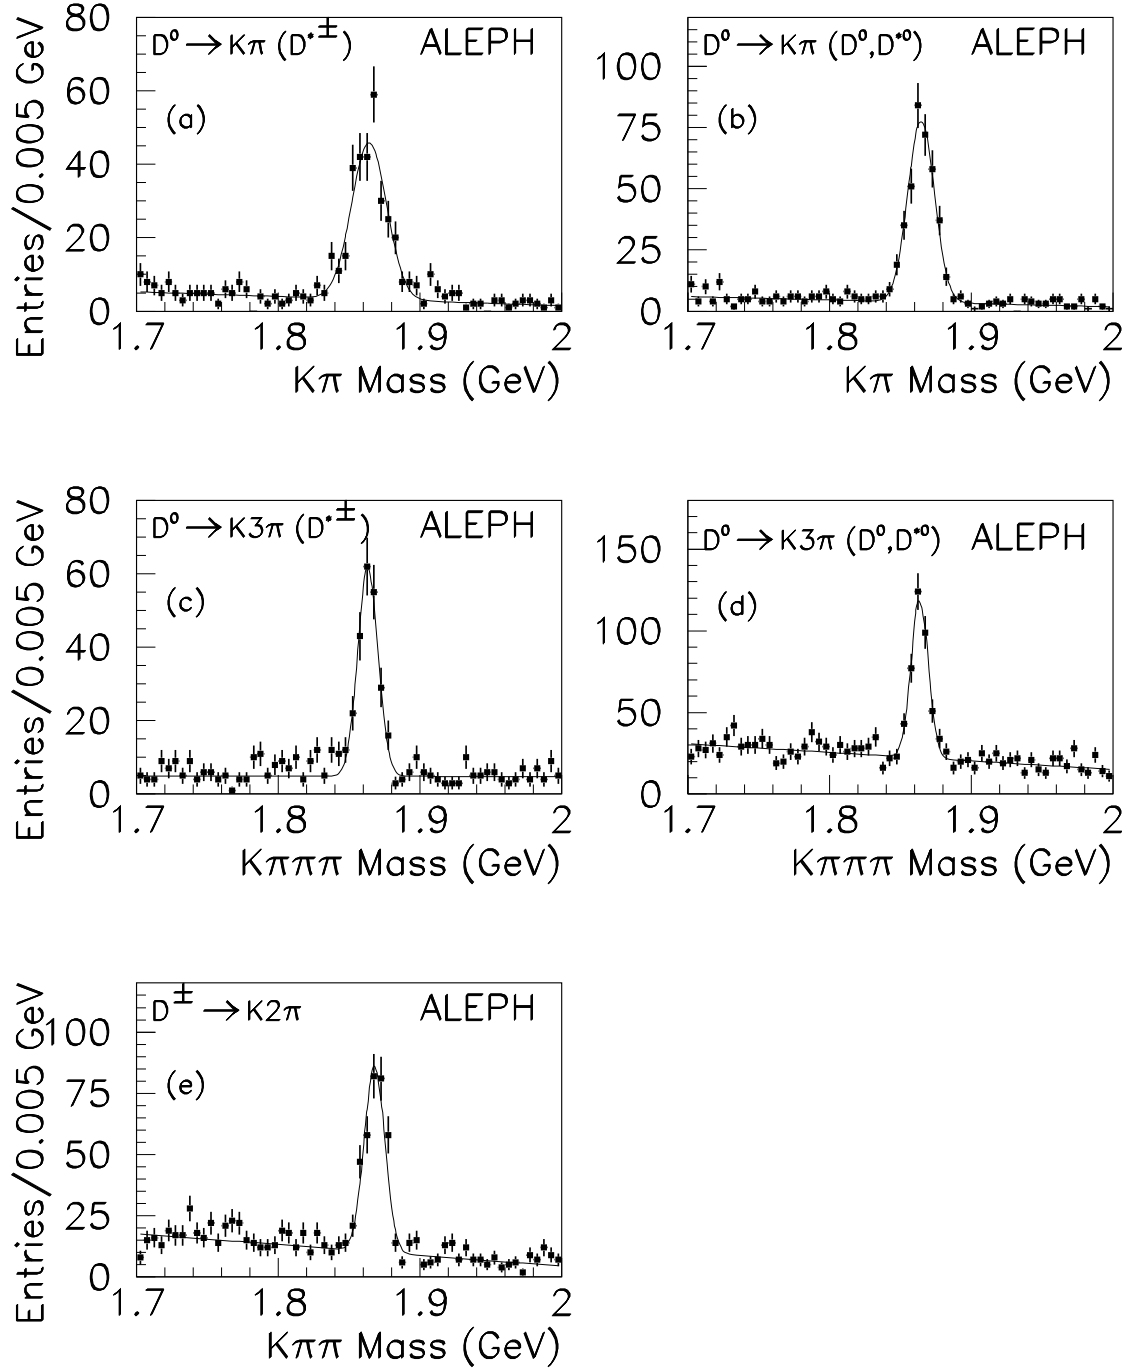 Entries/0.005 GeV
80
60
40
20
0
D⁰ → Kπ (D*±)
ALEPH
(a)
1.7 1.8 1.9 2
Kπ Mass (GeV)
100
75
50
25
0
D⁰ → Kπ (D⁰,D*⁰)
ALEPH
(b)
1.7 1.8 1.9 2
Kπ Mass (GeV)
Entries/0.005 GeV
80
60
40
20
0
D⁰ → K3π (D*±)
ALEPH
(c)
1.7 1.8 1.9 2
Kπππ Mass (GeV)
150
100
50
0
D⁰ → K3π (D⁰,D*⁰)
ALEPH
(d)
1.7 1.8 1.9 2
Kπππ Mass (GeV)
Entries/0.005 GeV
100
75
50
25
0
D± → K2π
ALEPH
(e)
1.7 1.8 1.9 2
Kππ Mass (GeV)